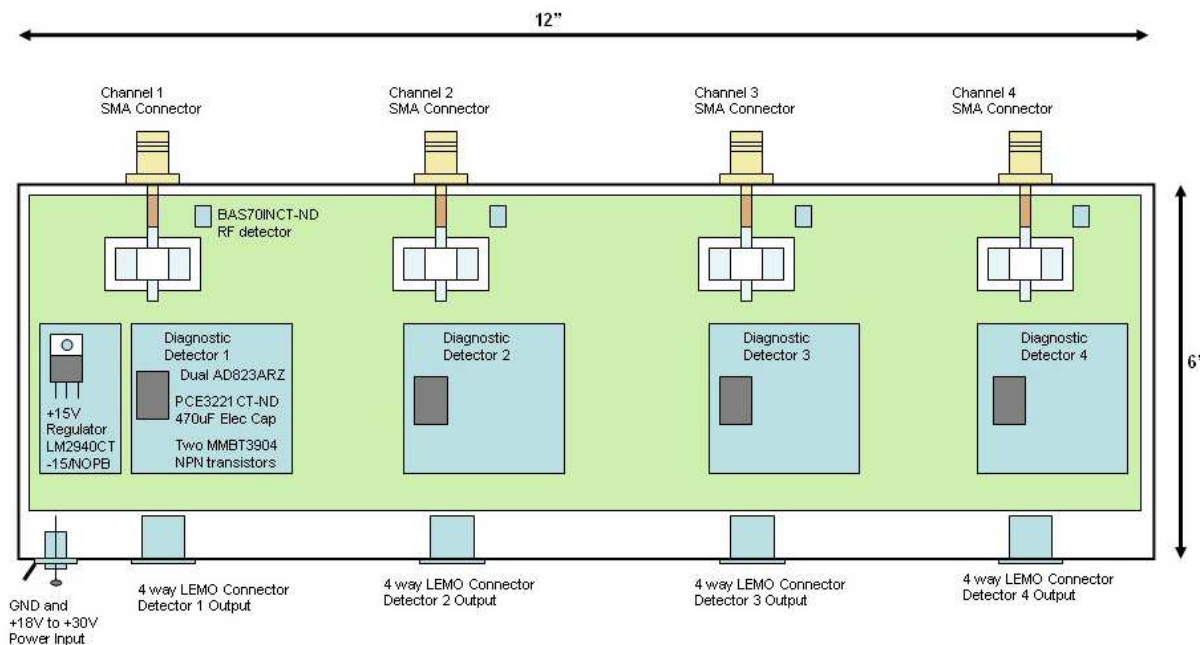 12”
Channel 1
SMA Connector
Channel 2
SMA Connector
Channel 3
SMA Connector
Channel 4
SMA Connector
BAS70INCT-ND
RF detector
6”
+15V
Regulator
LM2940CT
-15/NOPB
Diagnostic
Detector 1
Dual AD823ARZ
PCE3221CT-ND
470uF Elec Cap
Two MMBT3904
NPN transistors
Diagnostic
Detector 2
Diagnostic
Detector 3
Diagnostic
Detector 4
GND and
+18V to +30V
Power Input
4 way LEMO Connector
Detector 1 Output
4 way LEMO Connector
Detector 2 Output
4 way LEMO Connector
Detector 3 Output
4 way LEMO Connector
Detector 4 Output